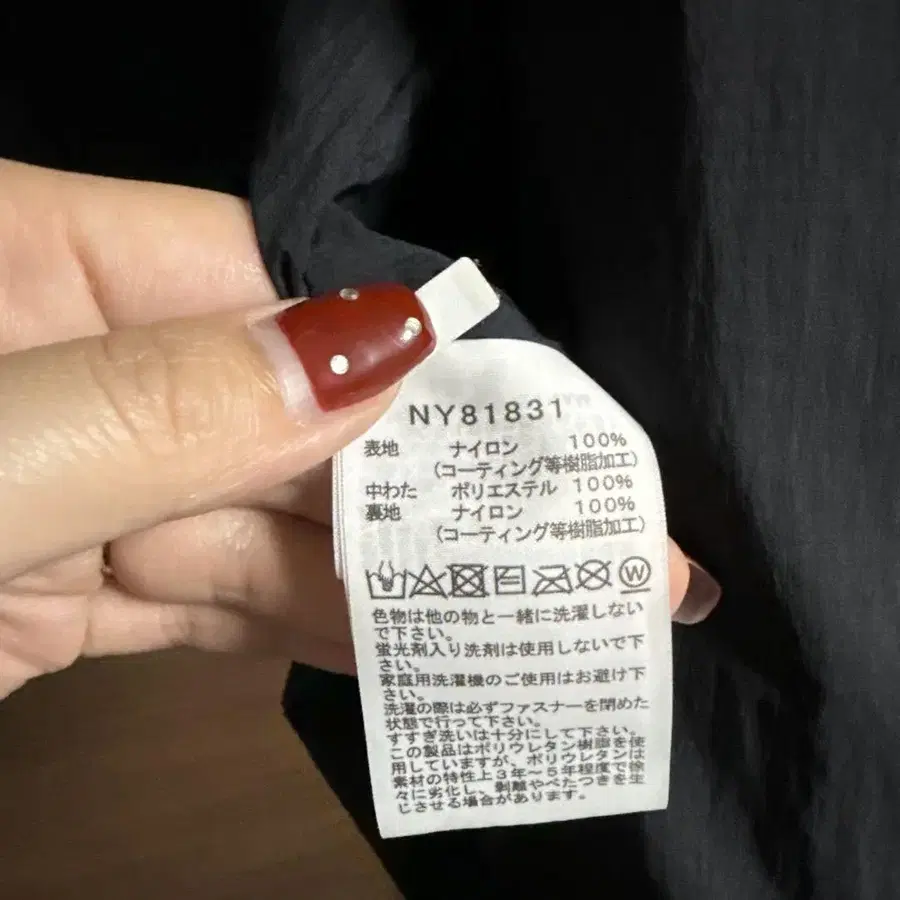 NY81831
表地 ナイロン 100%
(コーティング等樹脂加工)
中わた ポリエステル 100%
裏地 ナイロン 100%
(コーティング等樹脂加工)
W
色物は他の物と一緒に洗濯しない
で下さい。
蛍光剤入り洗剤は使用しないで下
さい。
家庭用洗濯機のご使用はお避け下
さい。
洗濯の際は必ずファスナーを閉めた
状態で行って下さい。
すすぎ洗いは十分にして下さい。
この製品はポリウレタン樹脂を使
用していますが、ポリウレタンは
素材の特性上3年〜5年程度で徐
々に劣化し、剥離やべたつきを生
じさせる場合があります。